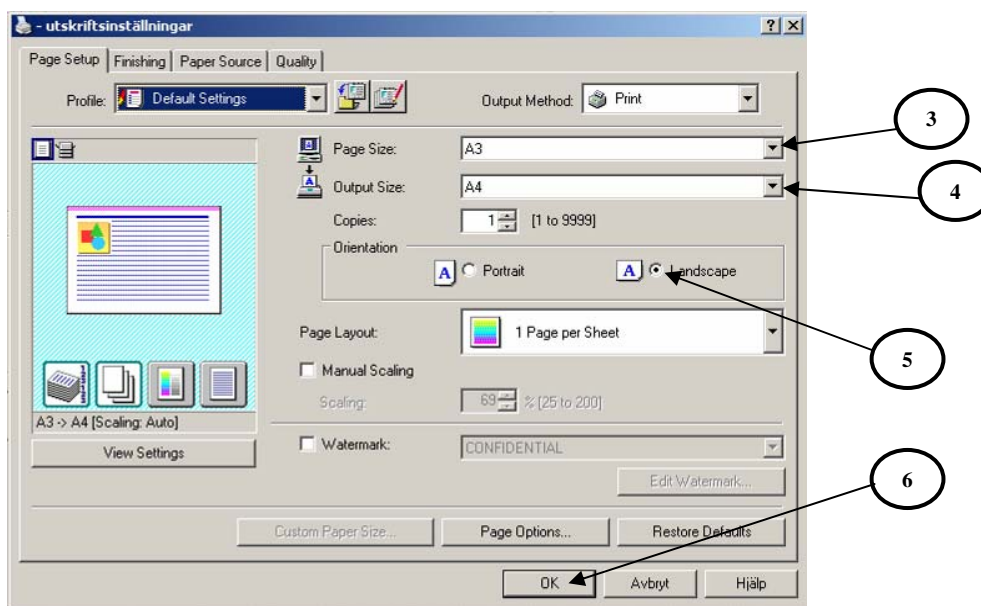 - utskriftsinställningar
Page Setup Finishing Paper Source Quality
Profile: Default Settings Output Method: Print
3
Page Size: A3
4
Output Size: A4
Copies: 1 [1 to 9999]
Orientation
A Portrait A Landscape
Page Layout: 1 Page per Sheet
5
Manual Scaling
Scaling: 69 % [25 to 200]
A3 -> A4 [Scaling: Auto]
View Settings
Watermark: CONFIDENTIAL
Edit Watermark...
6
Custom Paper Size... Page Options... Restore Defaults
OK Avbryt Hjälp